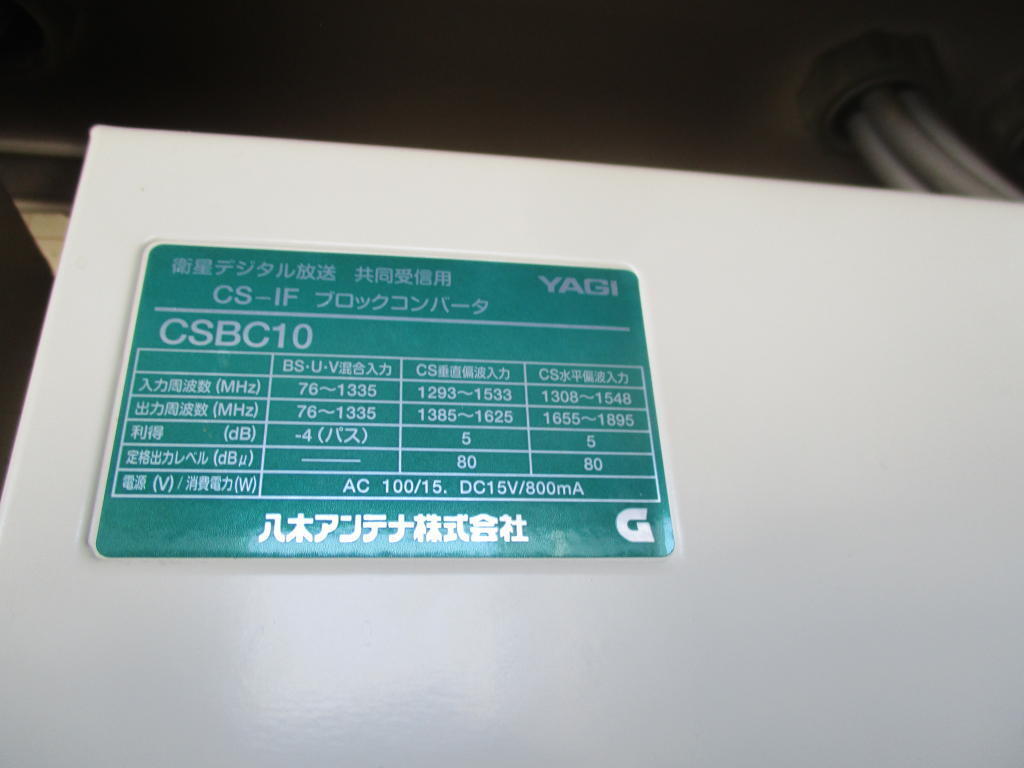 衛星デジタル放送 共同受信用 YAGI
CS-IF ブロックコンバータ
CSBC10
BS・U・V混合入力 CS垂直偏波入力 CS水平偏波入力
入力周波数(MHz) 76~1335 1293~1533 1308~1548
出力周波数(MHz) 76~1335 1385~1625 1655~1895
利得 (dB) -4(パス) 5 5
定格出力レベル(dBμ) —— 80 80
電源(V)/消費電力(W) AC 100/15. DC15V/800mA
八木アンテナ株式会社 G